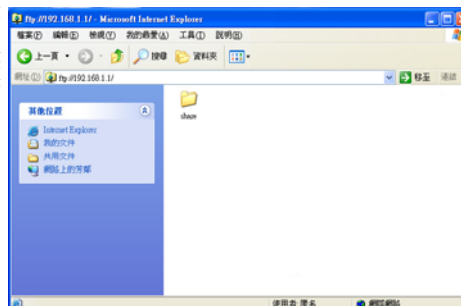 ftp://192.168.1.1/ - Microsoft Internet Explorer
檔案(F) 編輯(E) 檢視(V) 我的最愛(A) 工具(T) 說明(H)
上一頁 搜尋 資料夾
網址(D) ftp://192.168.1.1/ 移至 連結
其他位置
share
Internet Explorer
我的文件
共用文件
網路上的芳鄰
使用者: 匿名 網際網路